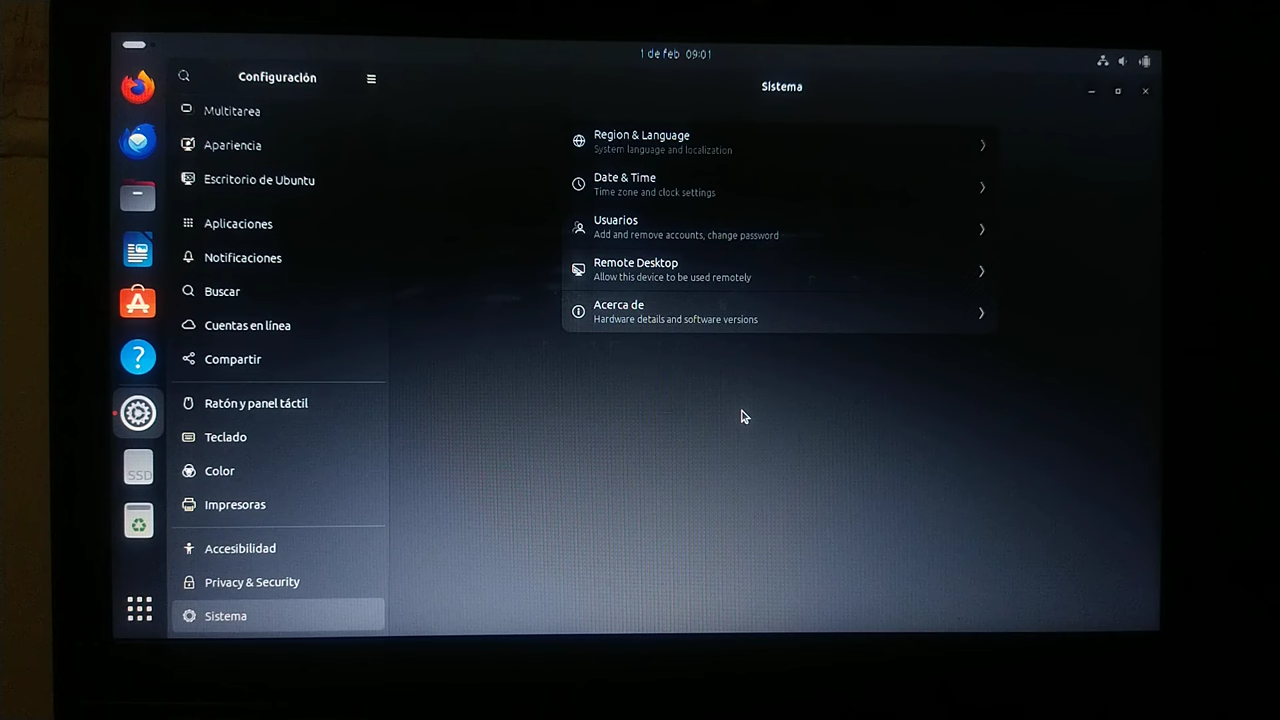 1 de feb 09:01
Configuración
Multitarea
Apariencia
Escritorio de Ubuntu
Aplicaciones
Notificaciones
Buscar
Cuentas en línea
Compartir
Ratón y panel táctil
Teclado
Color
Impresoras
Accesibilidad
Privacy & Security
Sistema
Sistema
Region & Language
System language and localization
Date & Time
Time zone and clock settings
Usuarios
Add and remove accounts, change password
Remote Desktop
Allow this device to be used remotely
Acerca de
Hardware details and software versions
SSD